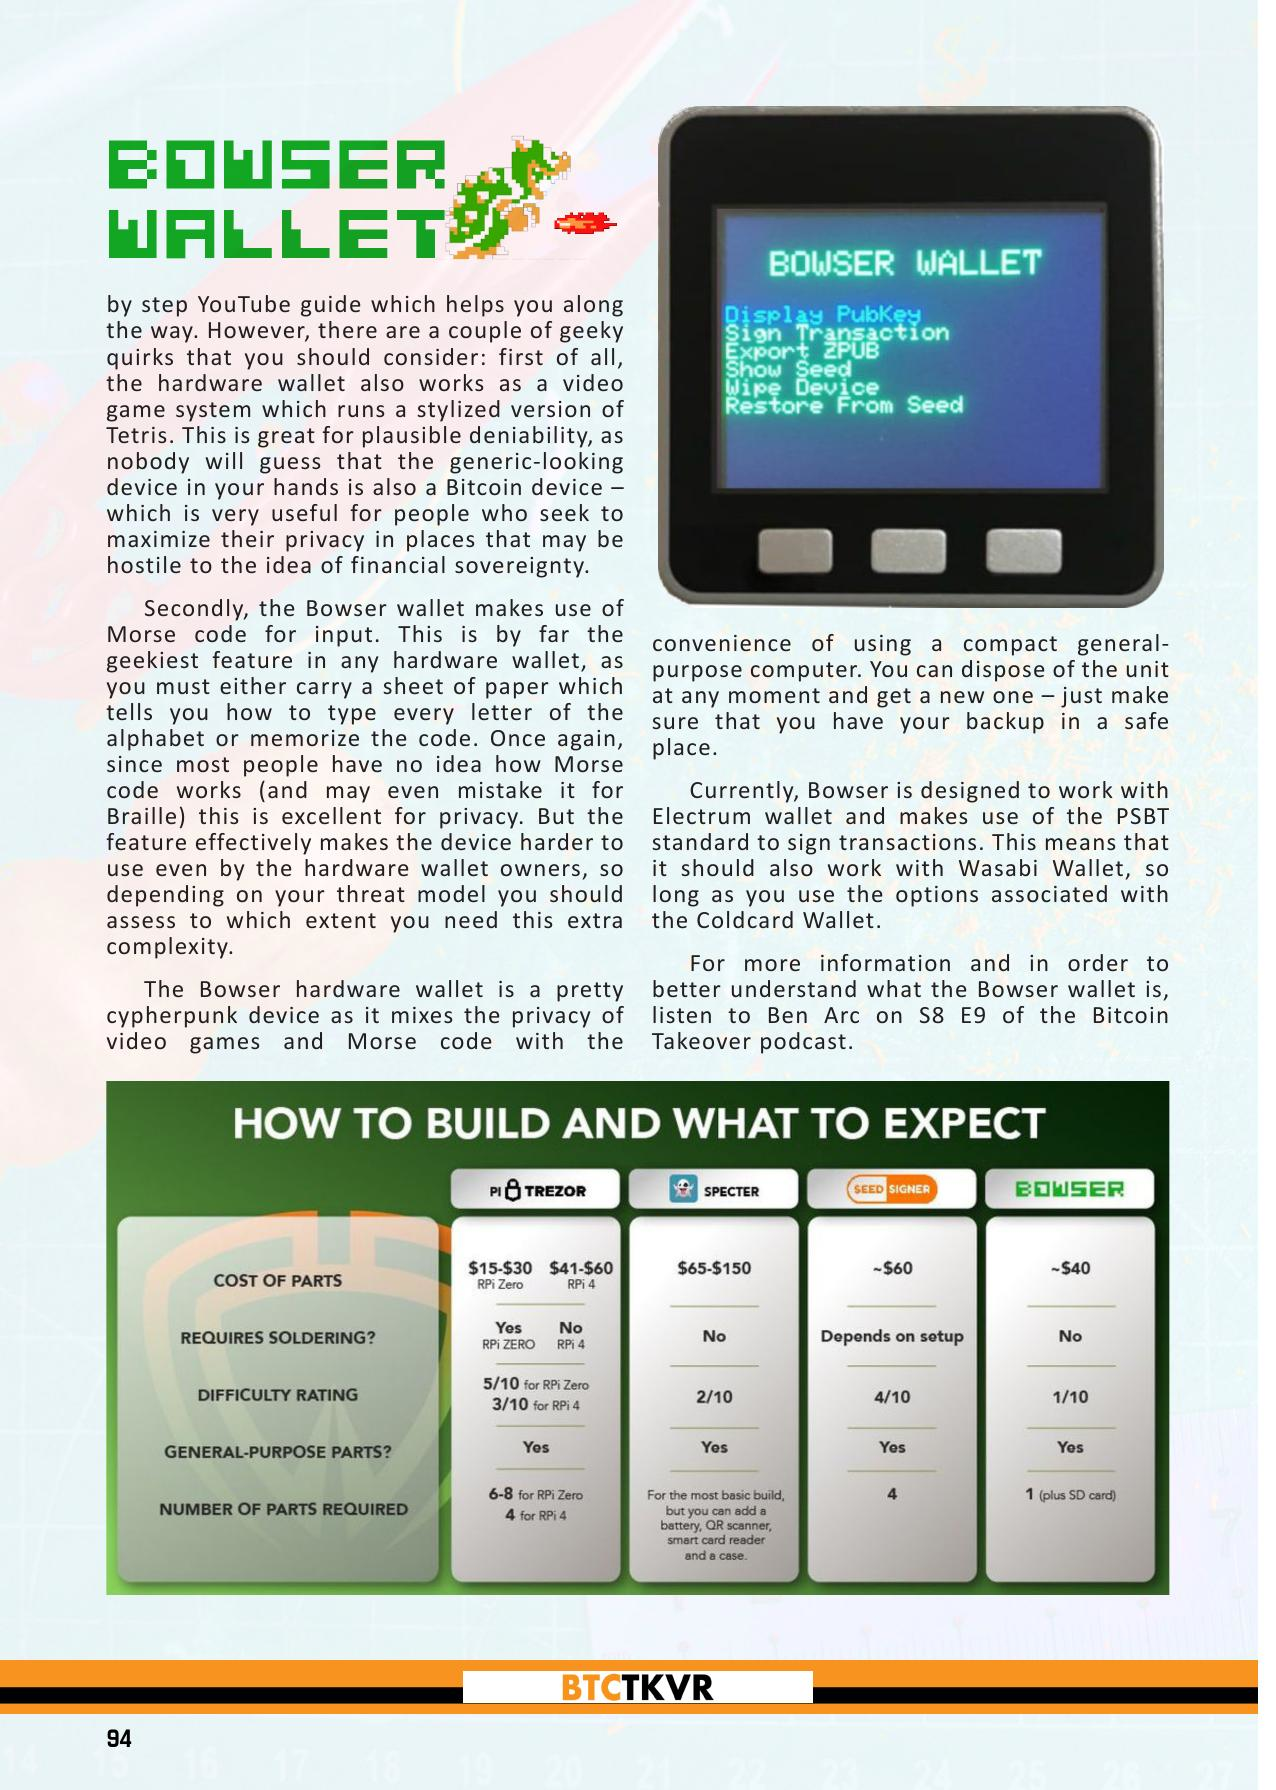 BOWSER
WALLET
by step YouTube guide which helps you along
the way. However, there are a couple of geeky
quirks that you should consider: first of all,
the hardware wallet also works as a video
game system which runs a stylized version of
Tetris. This is great for plausible deniability, as
nobody will guess that the generic-looking
device in your hands is also a Bitcoin device –
which is very useful for people who seek to
maximize their privacy in places that may be
hostile to the idea of financial sovereignty.
Secondly, the Bowser wallet makes use of
Morse code for input. This is by far the
geekiest feature in any hardware wallet, as
you must either carry a sheet of paper which
tells you how to type every letter of the
alphabet or memorize the code. Once again,
since most people have no idea how Morse
code works (and may even mistake it for
Braille) this is excellent for privacy. But the
feature effectively makes the device harder to
use even by the hardware wallet owners, so
depending on your threat model you should
assess to which extent you need this extra
complexity.
The Bowser hardware wallet is a pretty
cypherpunk device as it mixes the privacy of
video games and Morse code with the
BOWSER WALLET
Display PubKey
Sign Transaction
Export ZPUB
Show Seed
Wipe Device
Restore From Seed
convenience of using a compact general-
purpose computer. You can dispose of the unit
at any moment and get a new one – just make
sure that you have your backup in a safe
place.
Currently, Bowser is designed to work with
Electrum wallet and makes use of the PSBT
standard to sign transactions. This means that
it should also work with Wasabi Wallet, so
long as you use the options associated with
the Coldcard Wallet.
For more information and in order to
better understand what the Bowser wallet is,
listen to Ben Arc on S8 E9 of the Bitcoin
Takeover podcast.
HOW TO BUILD AND WHAT TO EXPECT
PI TREZOR SPECTER SEED SIGNER BOWSER
COST OF PARTS $15-$30 $41-$60 $65-$150 ~$60 ~$40
RPi Zero RPi 4
REQUIRES SOLDERING? Yes No No Depends on setup No
RPi ZERO RPi 4
DIFFICULTY RATING 5/10 for RPi Zero 2/10 4/10 1/10
3/10 for RPi 4
GENERAL-PURPOSE PARTS? Yes Yes Yes Yes
NUMBER OF PARTS REQUIRED 6-8 for RPi Zero For the most basic build, 4 1 (plus SD card)
4 for RPi 4 but you can add a
battery, QR scanner,
smart card reader
and a case.
BTCTKVR
94
14 15 16 17 18 19 20 21 22 23 24 25 26 27
7